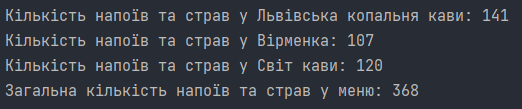 Кількість напоїв та страв у Львівська копальня кави: 141
Кількість напоїв та страв у Вірменка: 107
Кількість напоїв та страв у Світ кави: 120
Загальна кількість напоїв та страв у меню: 368